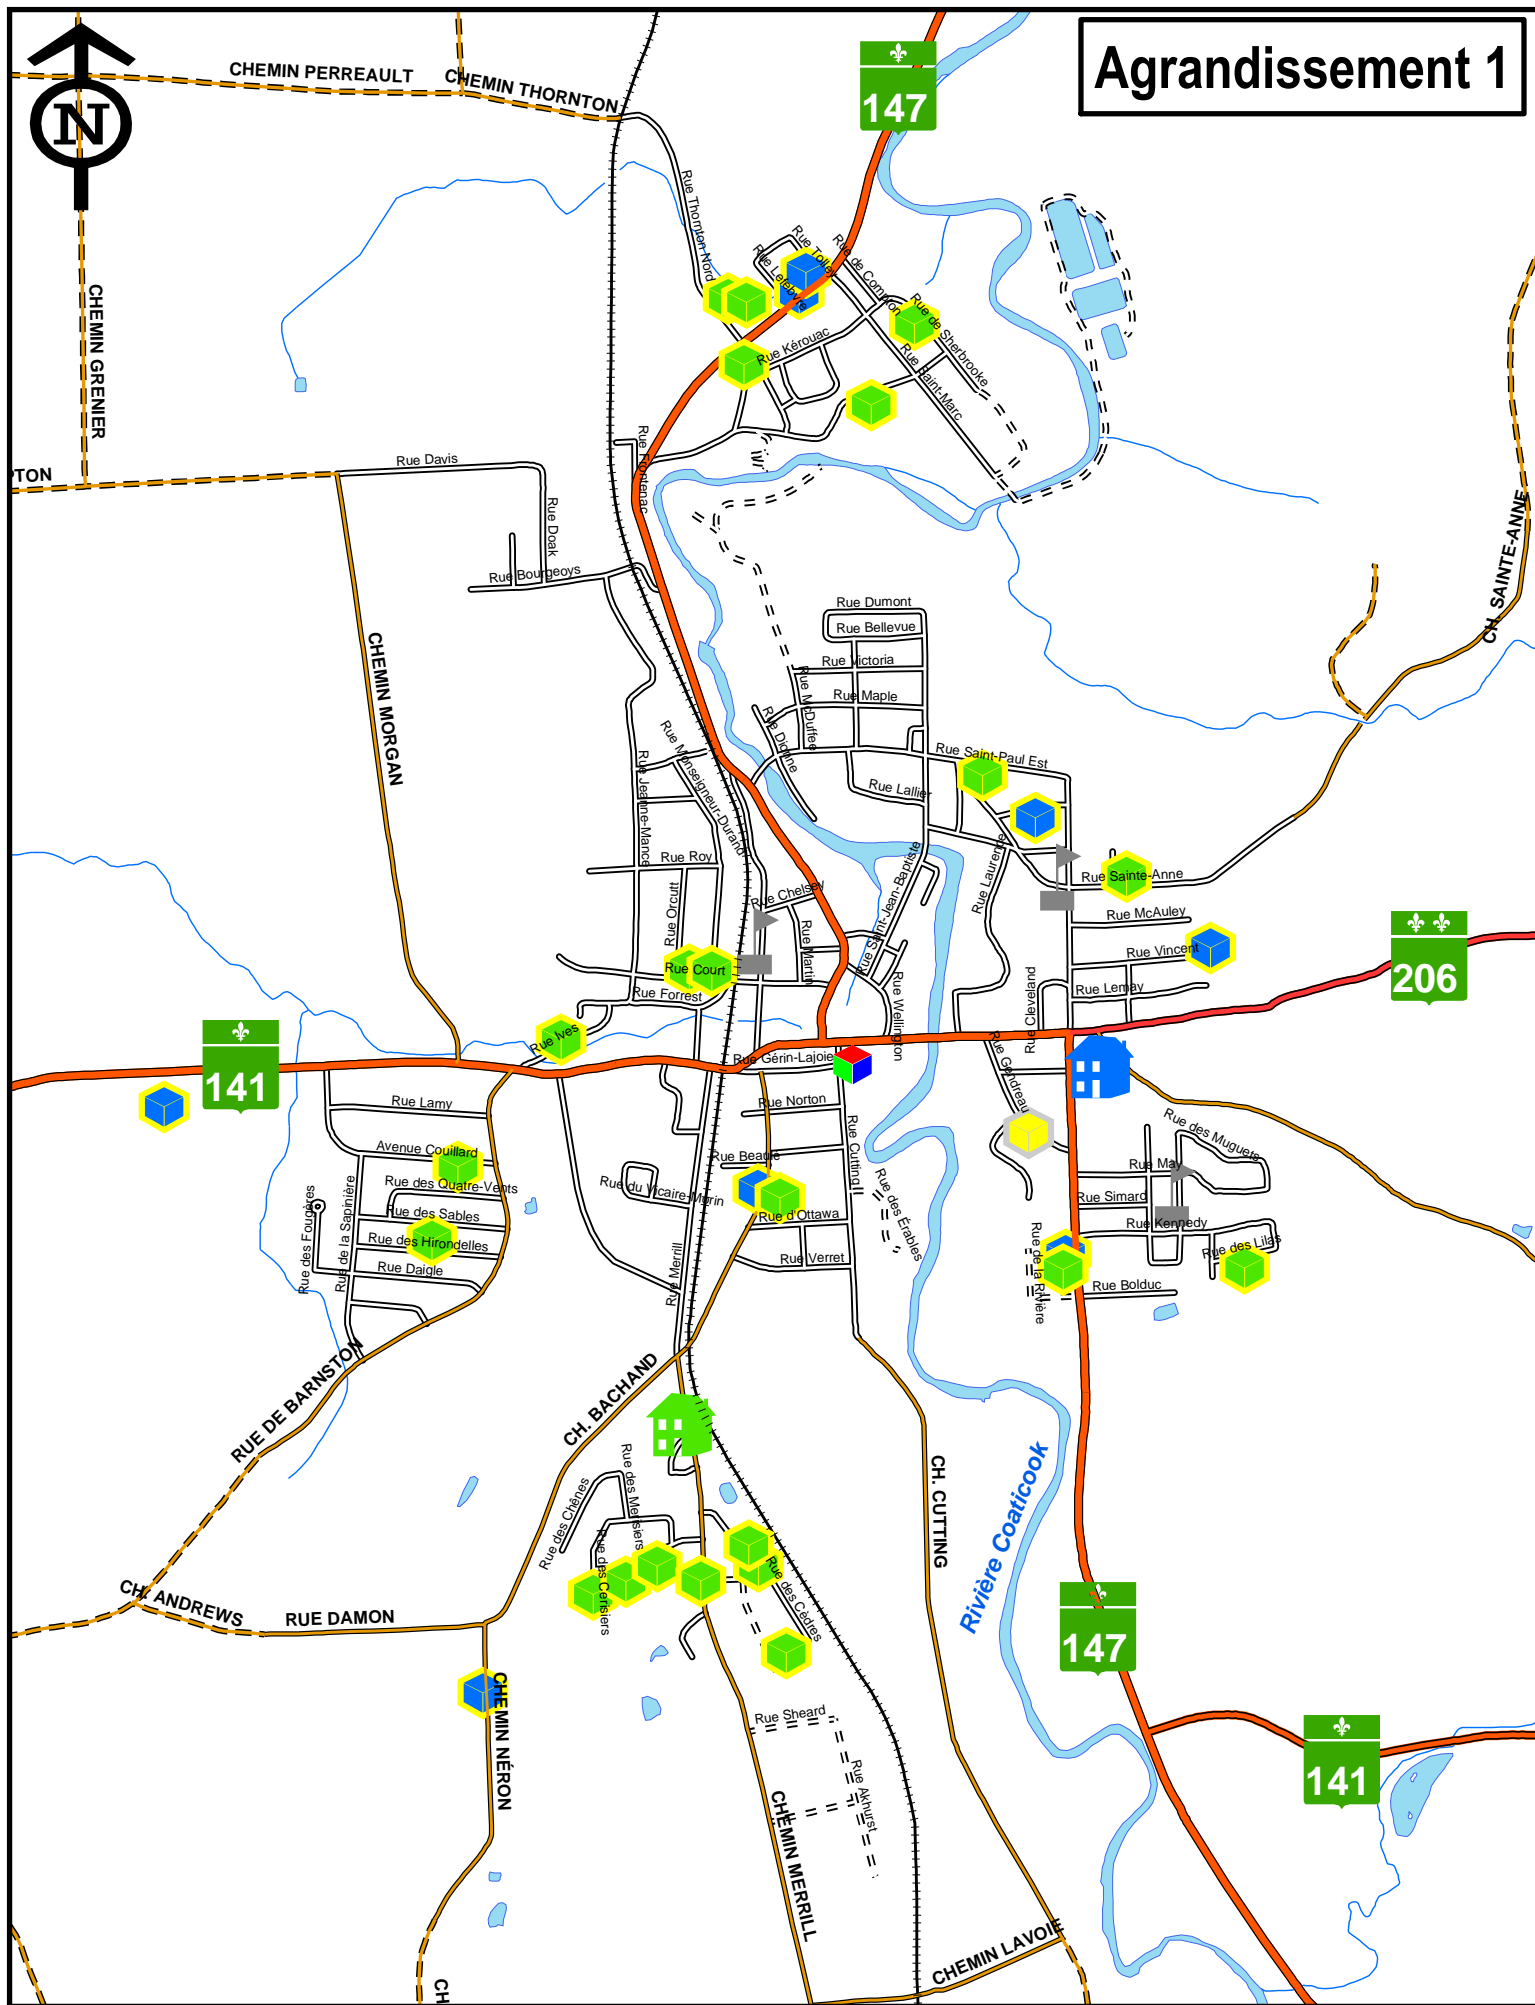 Agrandissement 1
N
147
CHEMIN PERREAULT
CHEMIN THORNTON
CHEMIN GRENIER
Rue Thornton Nord
Rue Tolley
Rue Lefebvre
Rue de Compton
Rue de Sherbrooke
Rue Kérouac
Rue Saint-Marc
Rue Frontenac
PTON
Rue Davis
Rue Doak
Rue Bourgeoys
CH. SAINTE-ANNE
CHEMIN MORGAN
Rue Dumont
Rue Bellevue
Rue Victoria
Rue Maple
Rue McDuffee
Rue Dionne
Rue Saint-Paul Est
Rue Lallier
Rue Monseigneur-Durand
Rue Jeanne-Mance
Rue Roy
Rue Orcutt
Rue Chelsey
Rue Martin
Rue Saint-Jean-Baptiste
Rue Laurence
Rue Sainte-Anne
Rue McAuley
Rue Vincent
Rue Lemay
Rue Cleveland
206
Rue Court
Rue Forrest
Rue Wellington
Rue Ives
141
Rue Gérin-Lajoie
Rue Gendreau
Rue Lamy
Rue Norton
Rue Cutting
Avenue Couillard
Rue Beaulé
Rue des Muguets
Rue May
Rue des Quatre-Vents
Rue du Vicaire-Morin
Rue Simard
Rue des Sables
Rue d'Ottawa
Rue des Érables
Rue Kennedy
Rue des Fougères
Rue de la Sapinière
Rue des Hirondelles
Rue Daigle
Rue Verret
Rue Merrill
Rue de la Rivière
Rue des Lilas
Rue Bolduc
RUE DE BARNSTON
CH. BACHAND
CH. CUTTING
Rivière Coaticook
Rue des Chênes
Rue des Merisiers
Rue des Cerisiers
Rue des Cèdres
CH. ANDREWS
RUE DAMON
147
CHEMIN NÉRON
Rue Sheard
Rue Akhurst
141
CHEMIN MERRILL
CHEMIN LAVOIE
CH